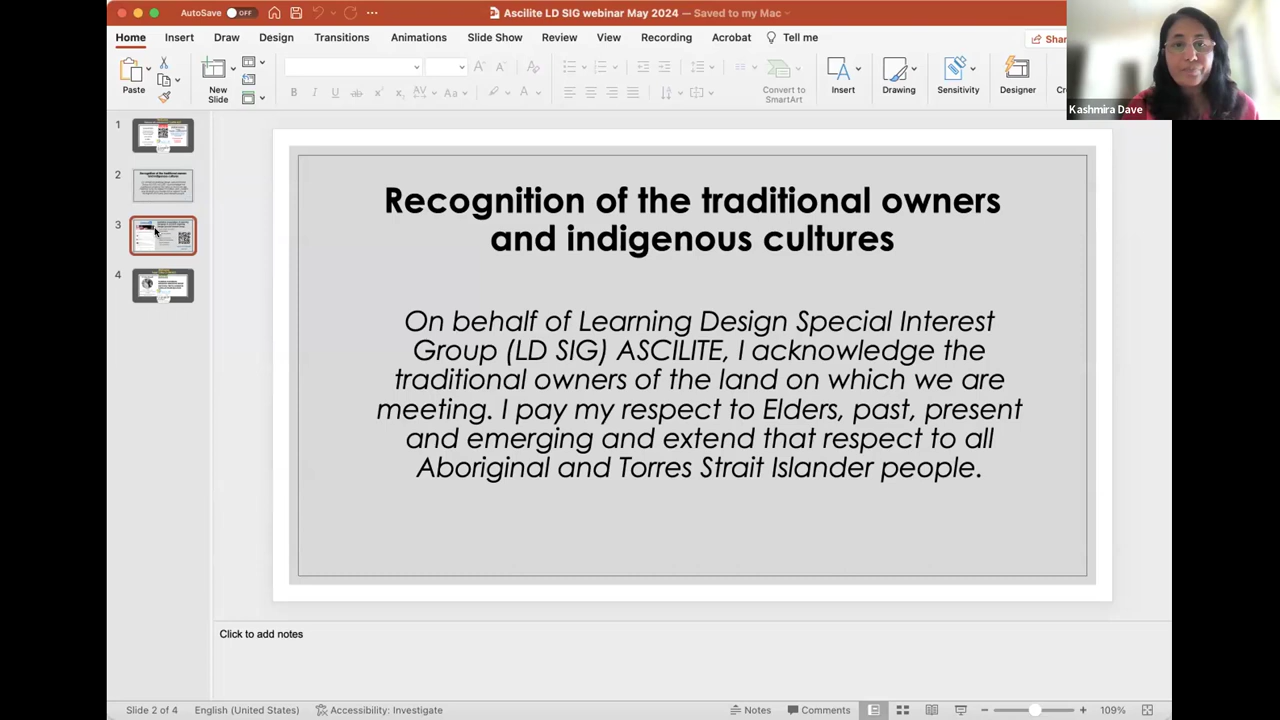 AutoSave OFF
Ascilite LD SIG webinar May 2024 — Saved to my Mac
Home Insert Draw Design Transitions Animations Slide Show Review View Recording Acrobat Tell me
Paste
New
Slide
Convert to
SmartArt
Insert
Drawing
Sensitivity
Designer
Kashmira Dave
1
2
3
4
Recognition of the traditional owners
and indigenous cultures
On behalf of Learning Design Special Interest
Group (LD SIG) ASCILITE, I acknowledge the
traditional owners of the land on which we are
meeting. I pay my respect to Elders, past, present
and emerging and extend that respect to all
Aboriginal and Torres Strait Islander people.
Click to add notes
Slide 2 of 4 English (United States) Accessibility: Investigate Notes Comments 109%